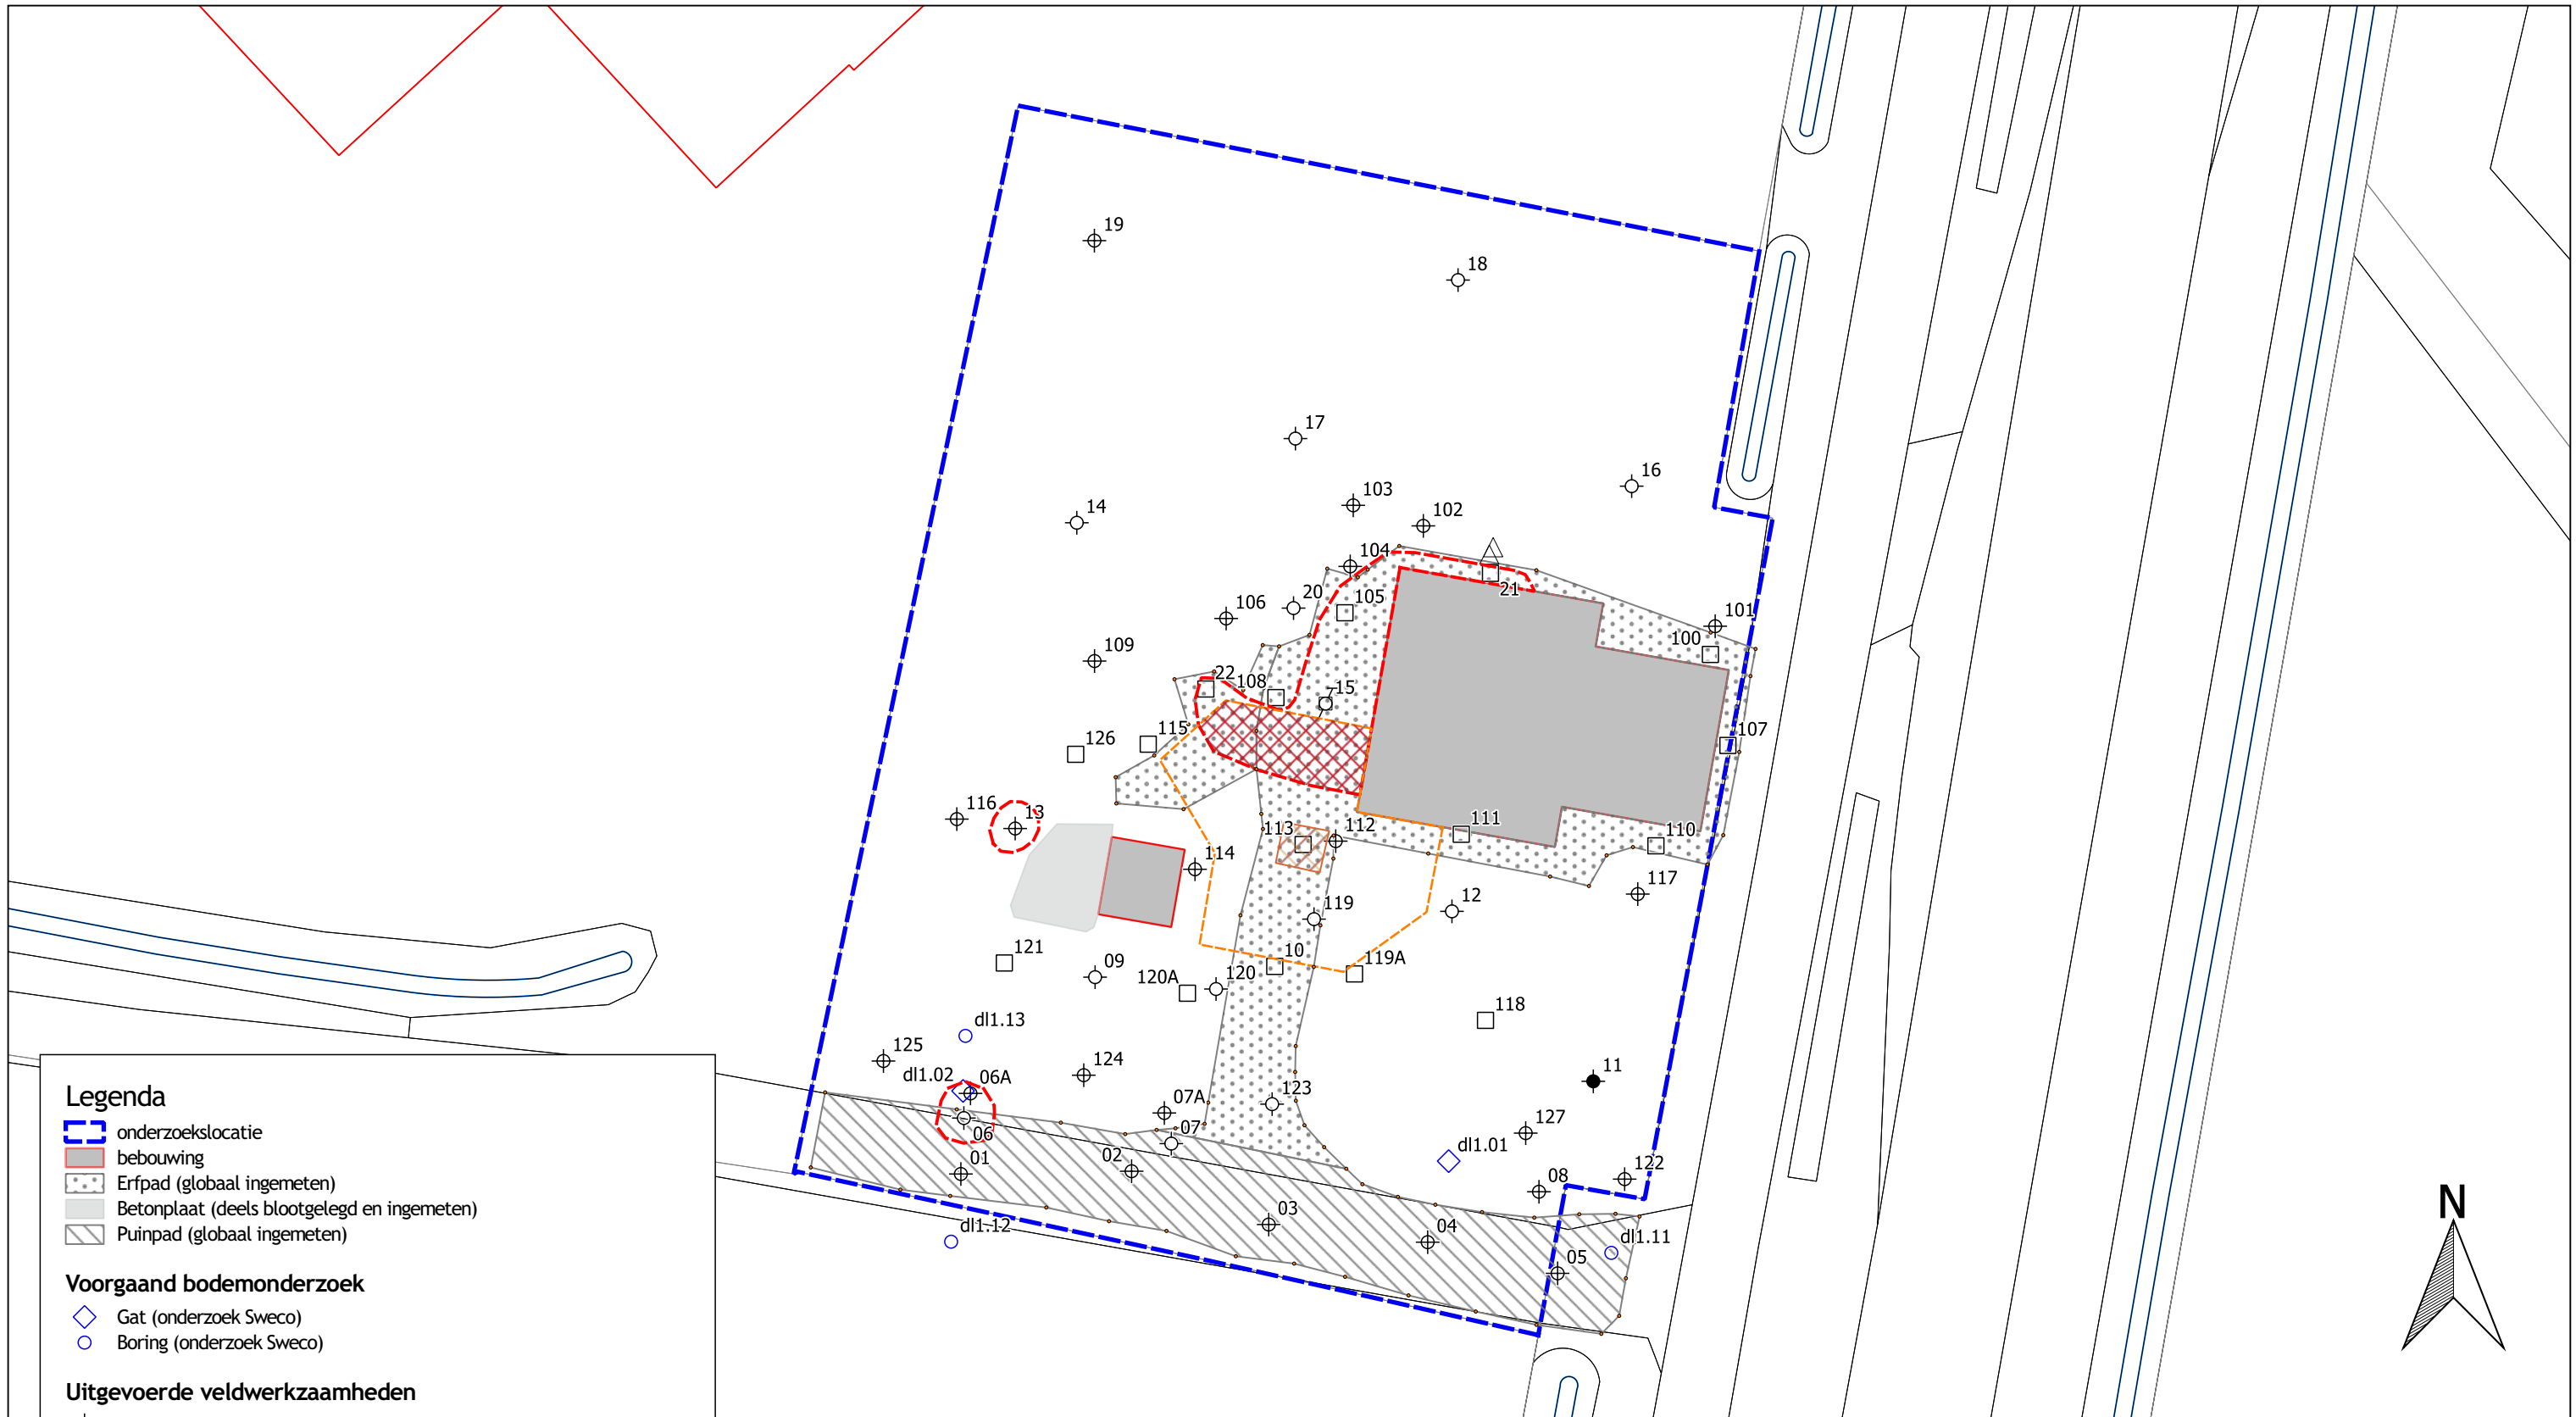 19
18
17
16
103
14
102
104
20
105
21
106
101
100
109
22
108
15
107
115
126
116
13
113
112
111
110
114
117
119
12
121
10
119A
09
120A
120
118
dl1.13
125
124
dl1.02
06A
11
07A
123
127
06
07
dl1.01
01
02
122
08
03
dl1.12
04
dl1.11
05
N
Legenda
onderzoekslocatie
bebouwing
Erfpad (globaal ingemeten)
Betonplaat (deels blootgelegd en ingemeten)
Puinpad (globaal ingemeten)
Voorgaand bodemonderzoek
Gat (onderzoek Sweco)
Boring (onderzoek Sweco)
Uitgevoerde veldwerkzaamheden